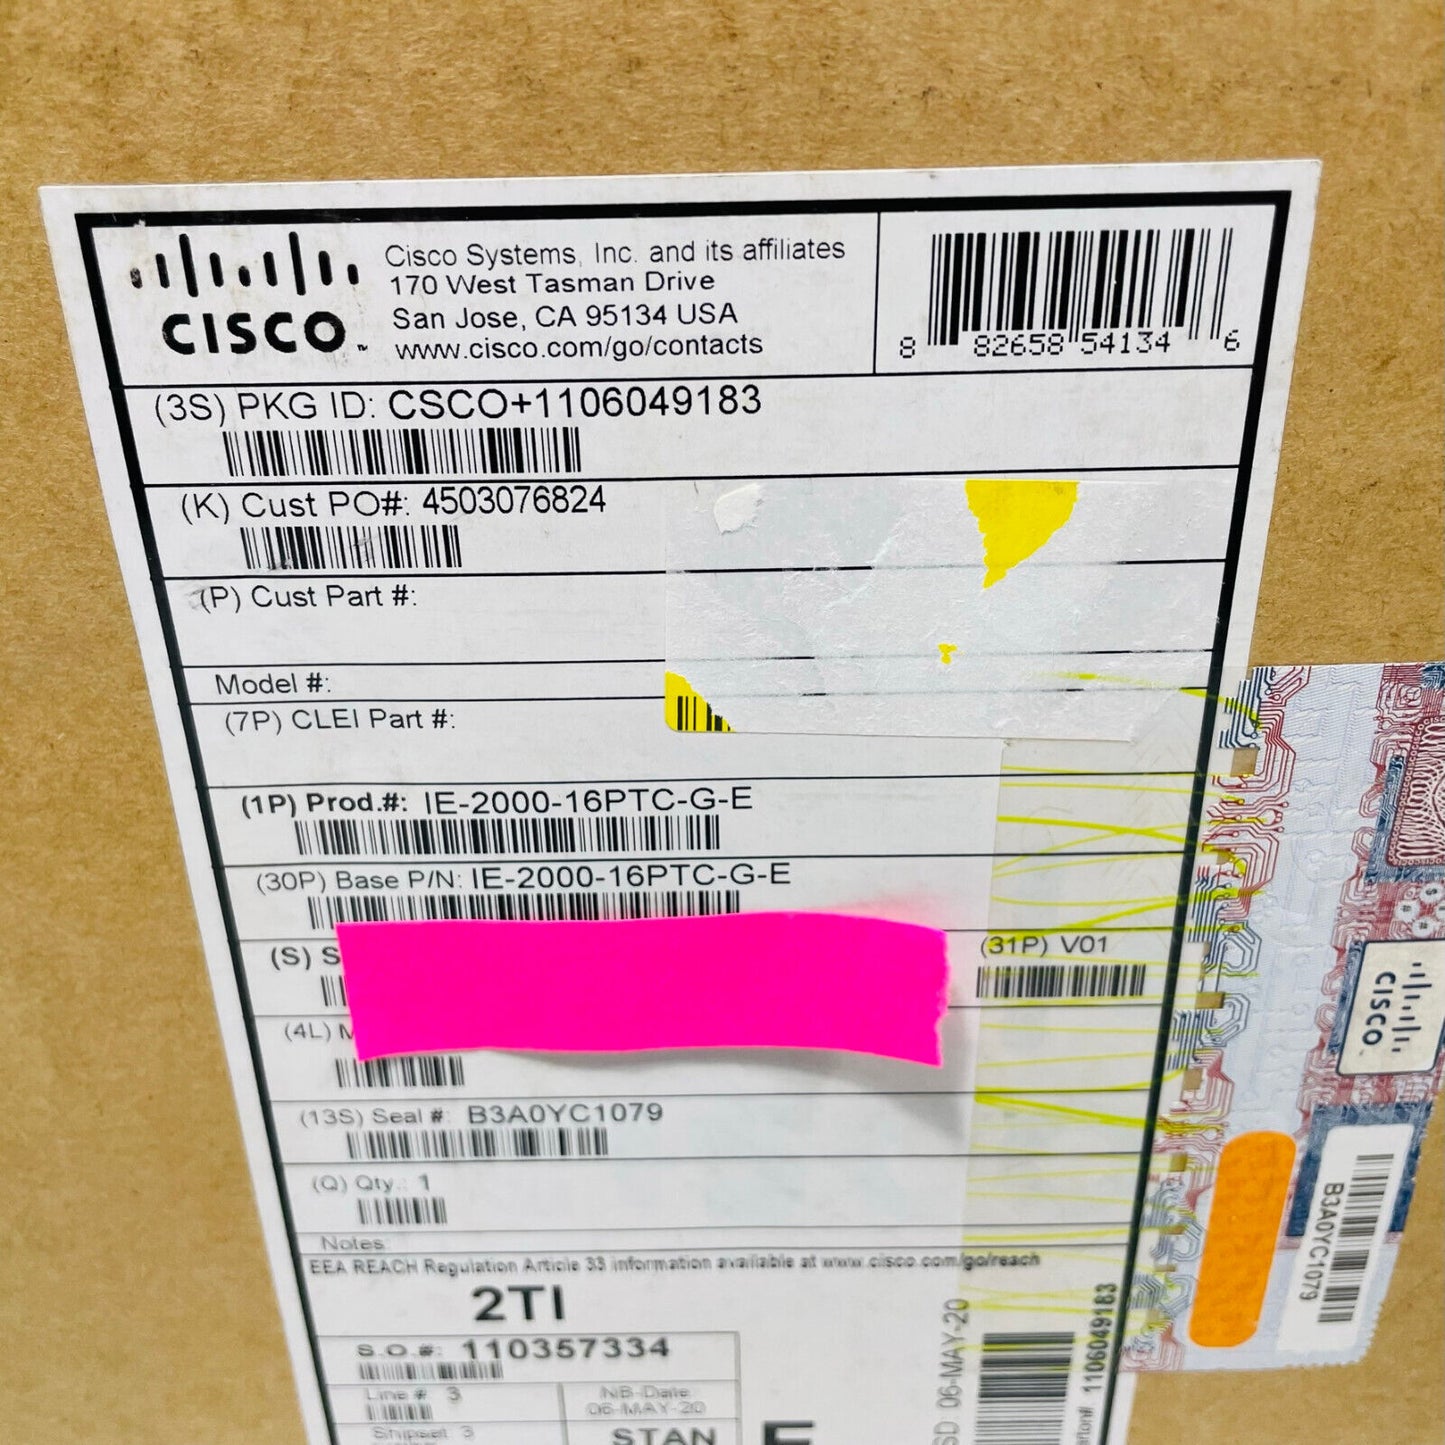 CISCO
Cisco Systems, Inc. and its affiliates
170 West Tasman Drive
San Jose, CA 95134 USA
www.cisco.com/go/contacts
8 82658 54134 6
(3S) PKG ID: CSCO+1106049183
(K) Cust PO#: 4503076824
(P) Cust Part #:
Model #:
(7P) CLEI Part #:
(1P) Prod.#: IE-2000-16PTC-G-E
(30P) Base P/N: IE-2000-16PTC-G-E
(S) S
(31P) V01
(4L) M
(13S) Seal #: B3A0YC1079
(Q) Qty.: 1
Notes:
EEA REACH Regulation Article 33 information available at www.cisco.com/go/reach
2TI
S.O.#: 110357334
Line # 3
NB-Date
06-MAY-20
Shipset 3
STAN
SD 06-MAY-20
1106049183
CISCO
B3A0YC1079